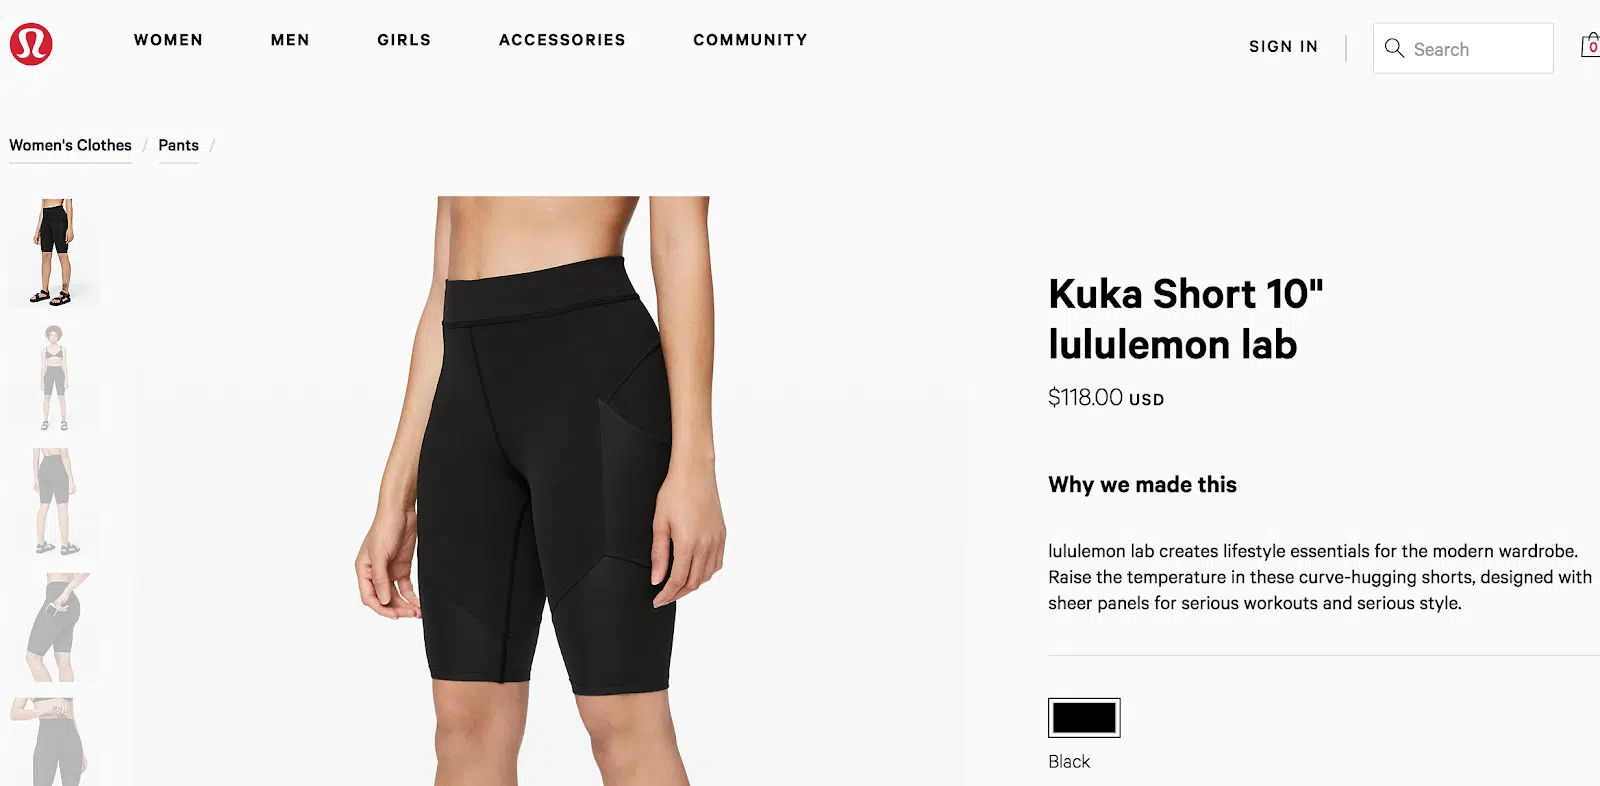 WOMEN MEN GIRLS ACCESSORIES COMMUNITY
SIGN IN
Search
0
Women's Clothes / Pants /
Kuka Short 10"
lululemon lab
$118.00 USD
Why we made this
lululemon lab creates lifestyle essentials for the modern wardrobe.
Raise the temperature in these curve-hugging shorts, designed with
sheer panels for serious workouts and serious style.
Black